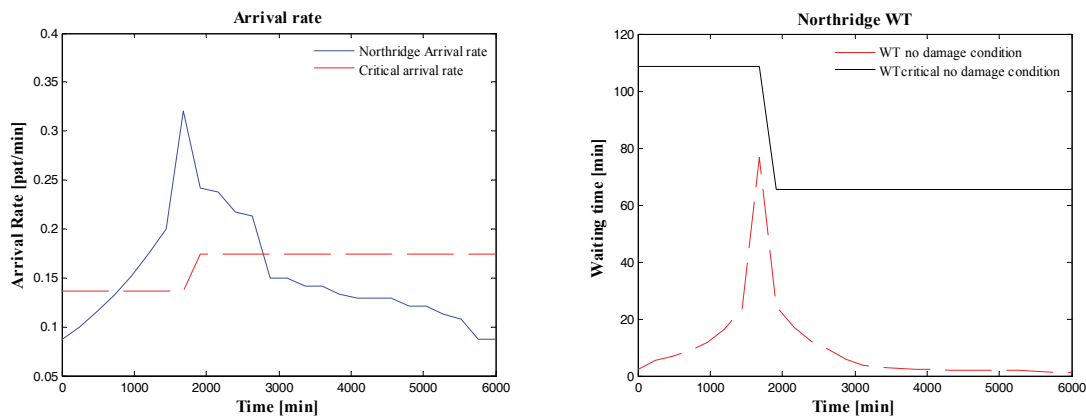 Arrival rate
0.4
0.35
0.3
0.25
0.2
0.15
0.1
0.05
Arrival Rate [pat/min]
Northridge Arrival rate
Critical arrival rate
0
1000
2000
3000
4000
5000
6000
Time [min]
Northridge WT
120
100
80
60
40
20
0
Waiting time [min]
WT no damage condition
WTcritical no damage condition
0
1000
2000
3000
4000
5000
6000
Time [min]